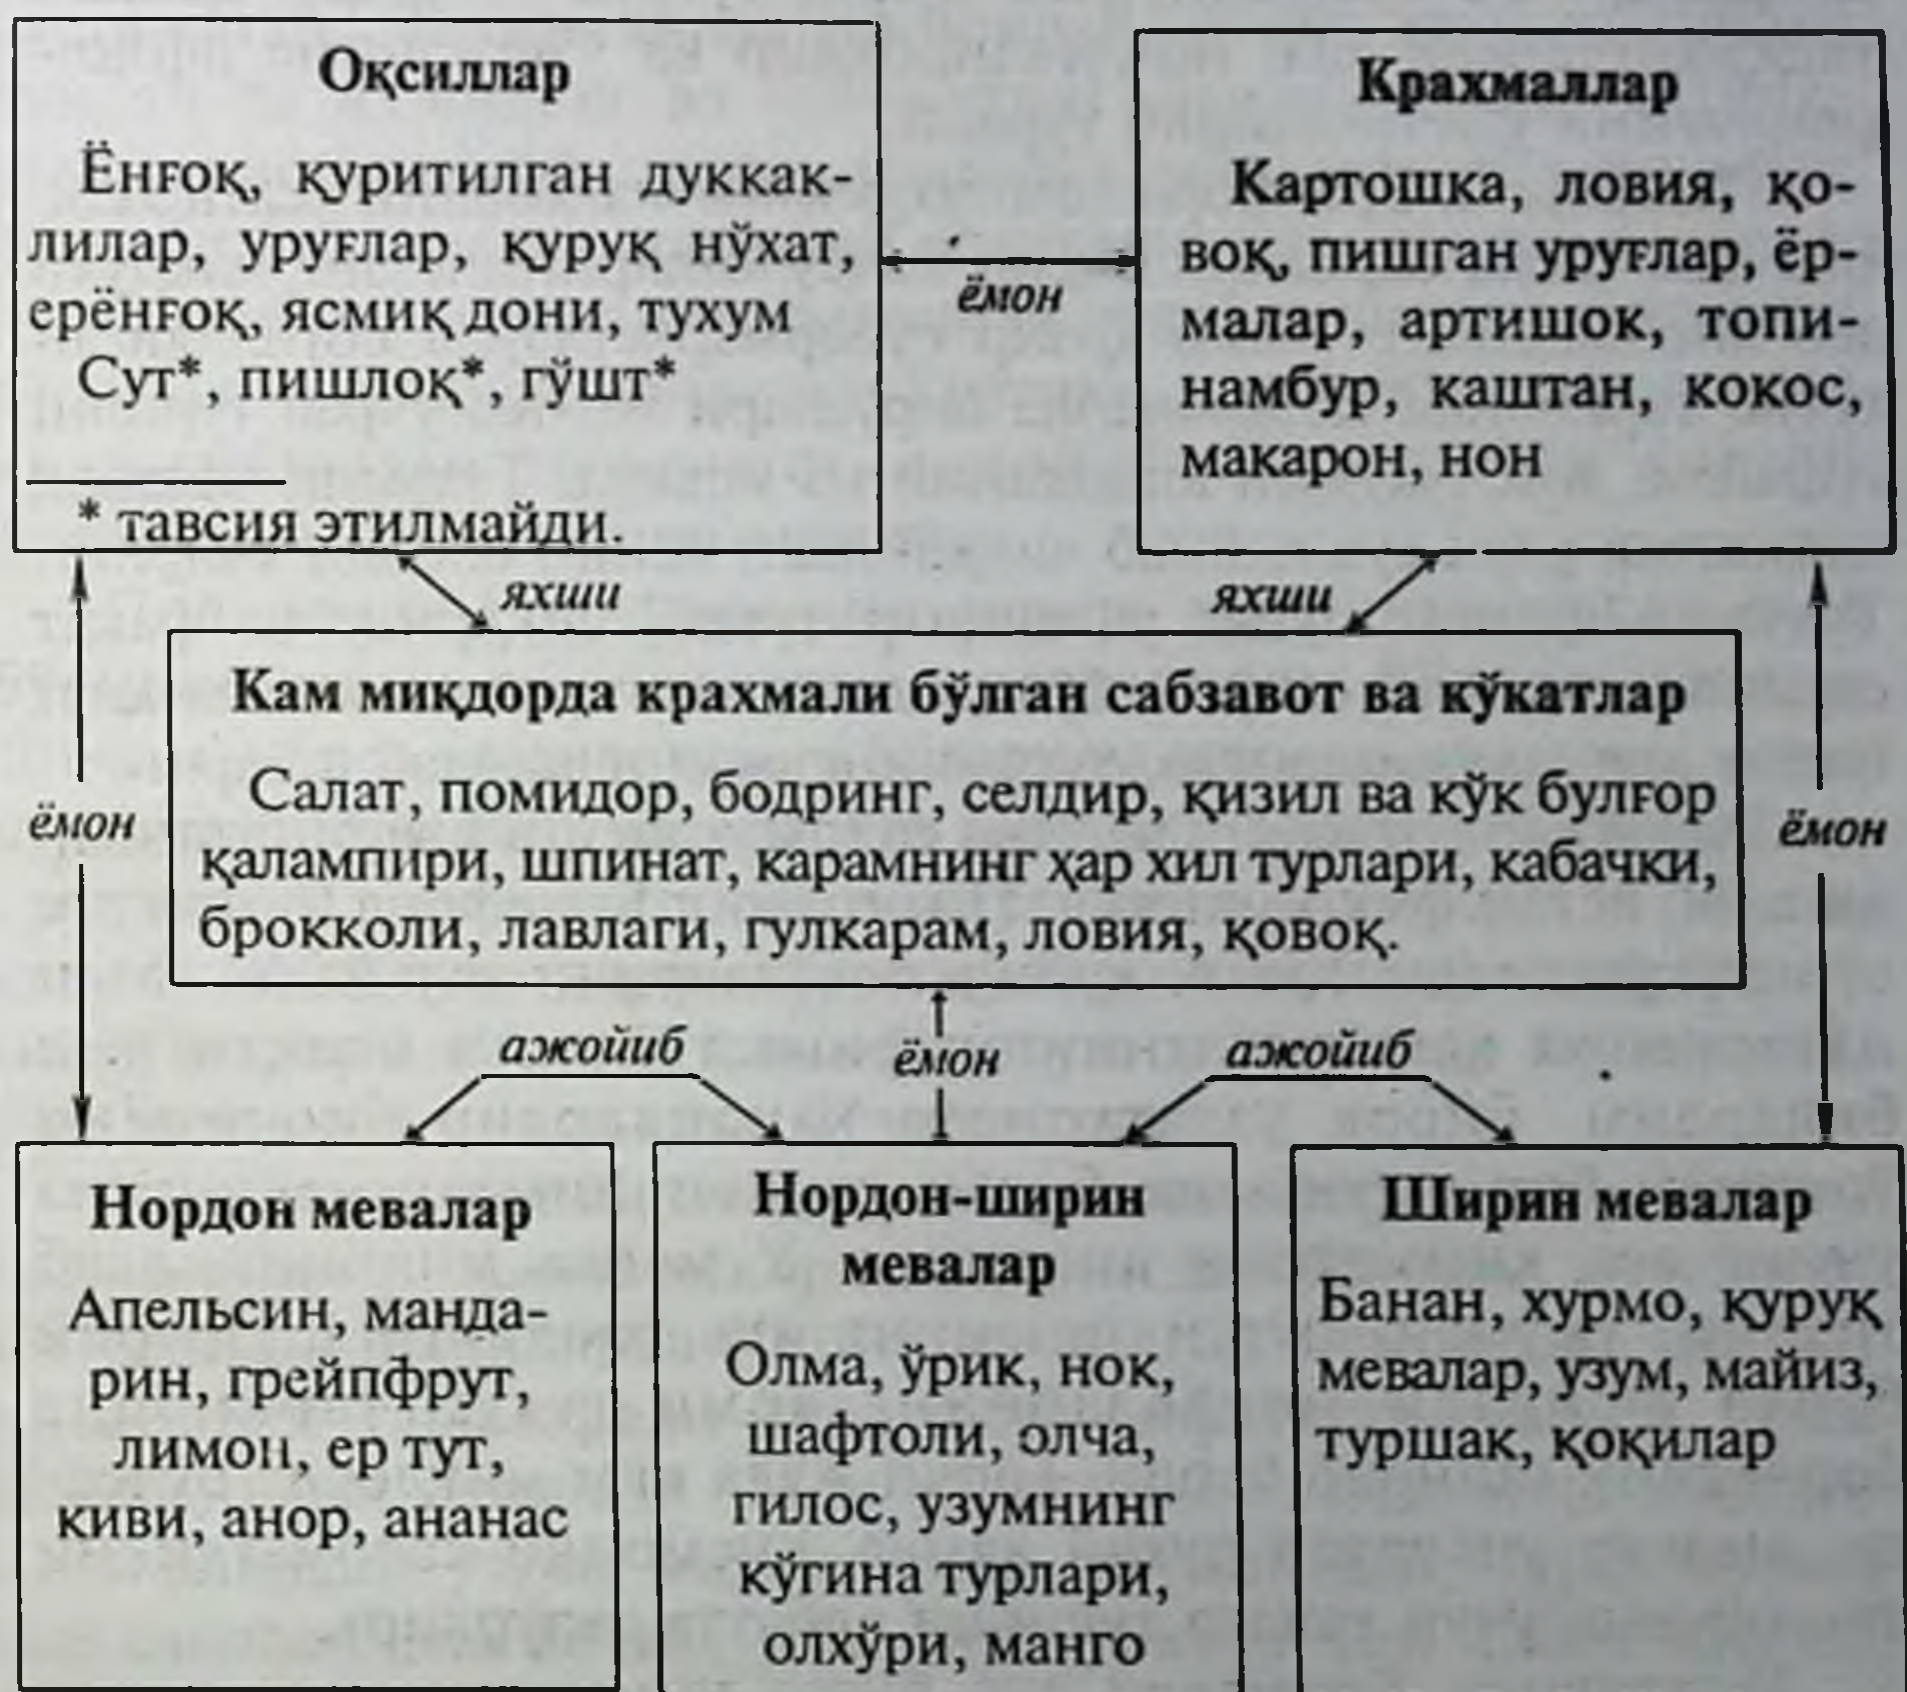 Оқсиллар
Ёнғоқ, қуритилган дуккак-
лилар, уруғлар, қуруқ нўхат,
ерёнғоқ, ясмиқ дони, тухум
Сут*, пишлоқ*, гўшт*
* тавсия этилмайди.
ёмон
Крахмаллар
Картошка, ловия, қо-
воқ, пишган уруғлар, ёр-
малар, артишок, топи-
намбур, каштан, кокос,
макарон, нон
яхши
яхши
ёмон
Кам миқдорда крахмали бўлган сабзавот ва кўкатлар
Салат, помидор, бодринг, селдир, қизил ва кўк булғор
қалампири, шпинат, карамнинг ҳар хил турлари, кабачки,
брокколи, лавлаги, гулкарам, ловия, қовоқ.
ёмон
ажойиб
ёмон
ажойиб
Нордон мевалар
Апельсин, манда-
рин, грейпфрут,
лимон, ер тут,
киви, анор, ананас
Нордон-ширин
мевалар
Олма, ўрик, нок,
шафтоли, олча,
гилос, узумнинг
кўгина турлари,
олхўри, манго
Ширин мевалар
Банан, хурмо, қуруқ
мевалар, узум, майиз,
туршак, қоқилар